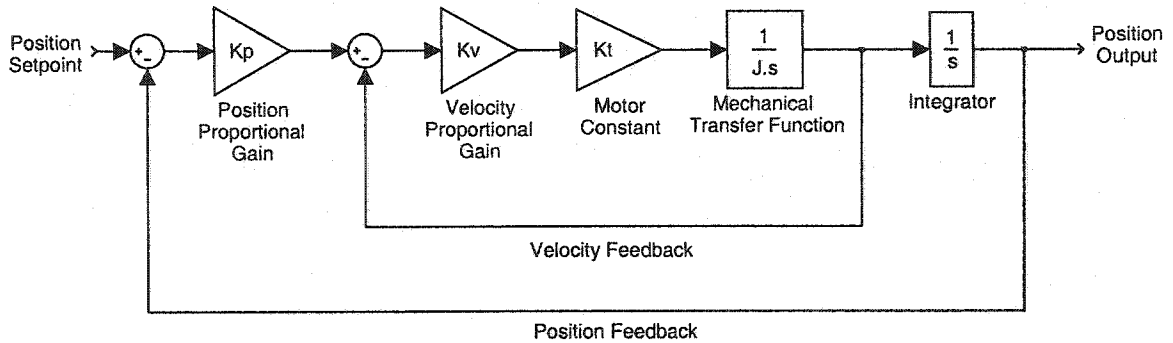 Position
Setpoint
+
-
Kp
Position
Proportional
Gain
+
-
Kv
Velocity
Proportional
Gain
Kt
Motor
Constant
1
J.s
Mechanical
Transfer Function
1
s
Integrator
Position
Output
Velocity Feedback
Position Feedback